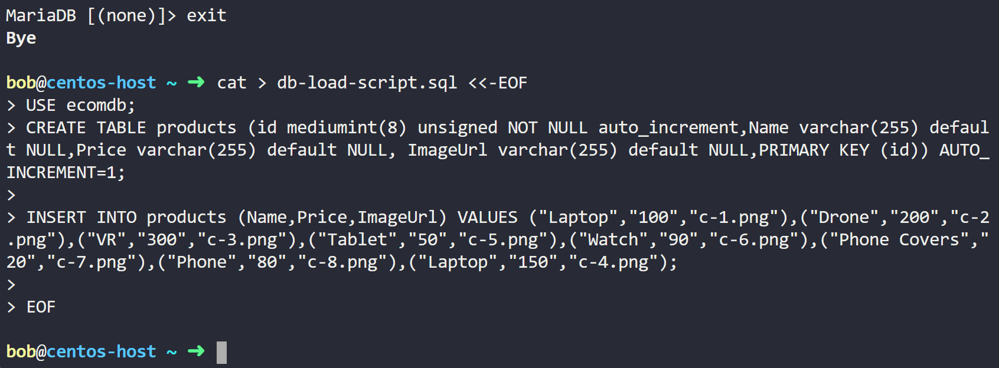 MariaDB [(none)]> exit
Bye
bob@centos-host ~ ➜ cat > db-load-script.sql <<-EOF
> USE ecomdb;
> CREATE TABLE products (id mediumint(8) unsigned NOT NULL auto_increment,Name varchar(255) defaul
t NULL,Price varchar(255) default NULL, ImageUrl varchar(255) default NULL,PRIMARY KEY (id)) AUTO_
INCREMENT=1;
>
> INSERT INTO products (Name,Price,ImageUrl) VALUES ("Laptop","100","c-1.png"),("Drone","200","c-2
.png"),("VR","300","c-3.png"),("Tablet","50","c-5.png"),("Watch","90","c-6.png"),("Phone Covers","
20","c-7.png"),("Phone","80","c-8.png"),("Laptop","150","c-4.png");
>
> EOF
bob@centos-host ~ ➜